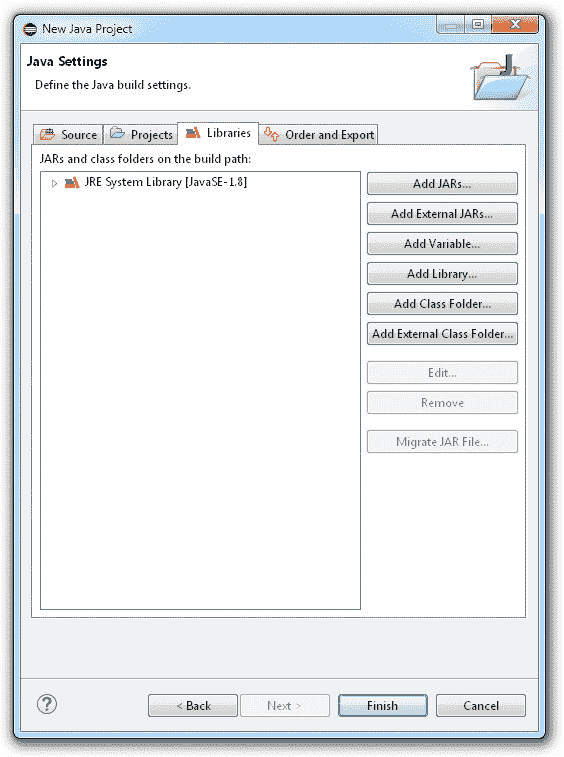 New Java Project
Java Settings
Define the Java build settings.
Source Projects Libraries Order and Export
JARs and class folders on the build path:
JRE System Library [JavaSE-1.8]
Add JARs...
Add External JARs...
Add Variable...
Add Library...
Add Class Folder...
Add External Class Folder...
Edit...
Remove
Migrate JAR File...
? < Back Next > Finish Cancel